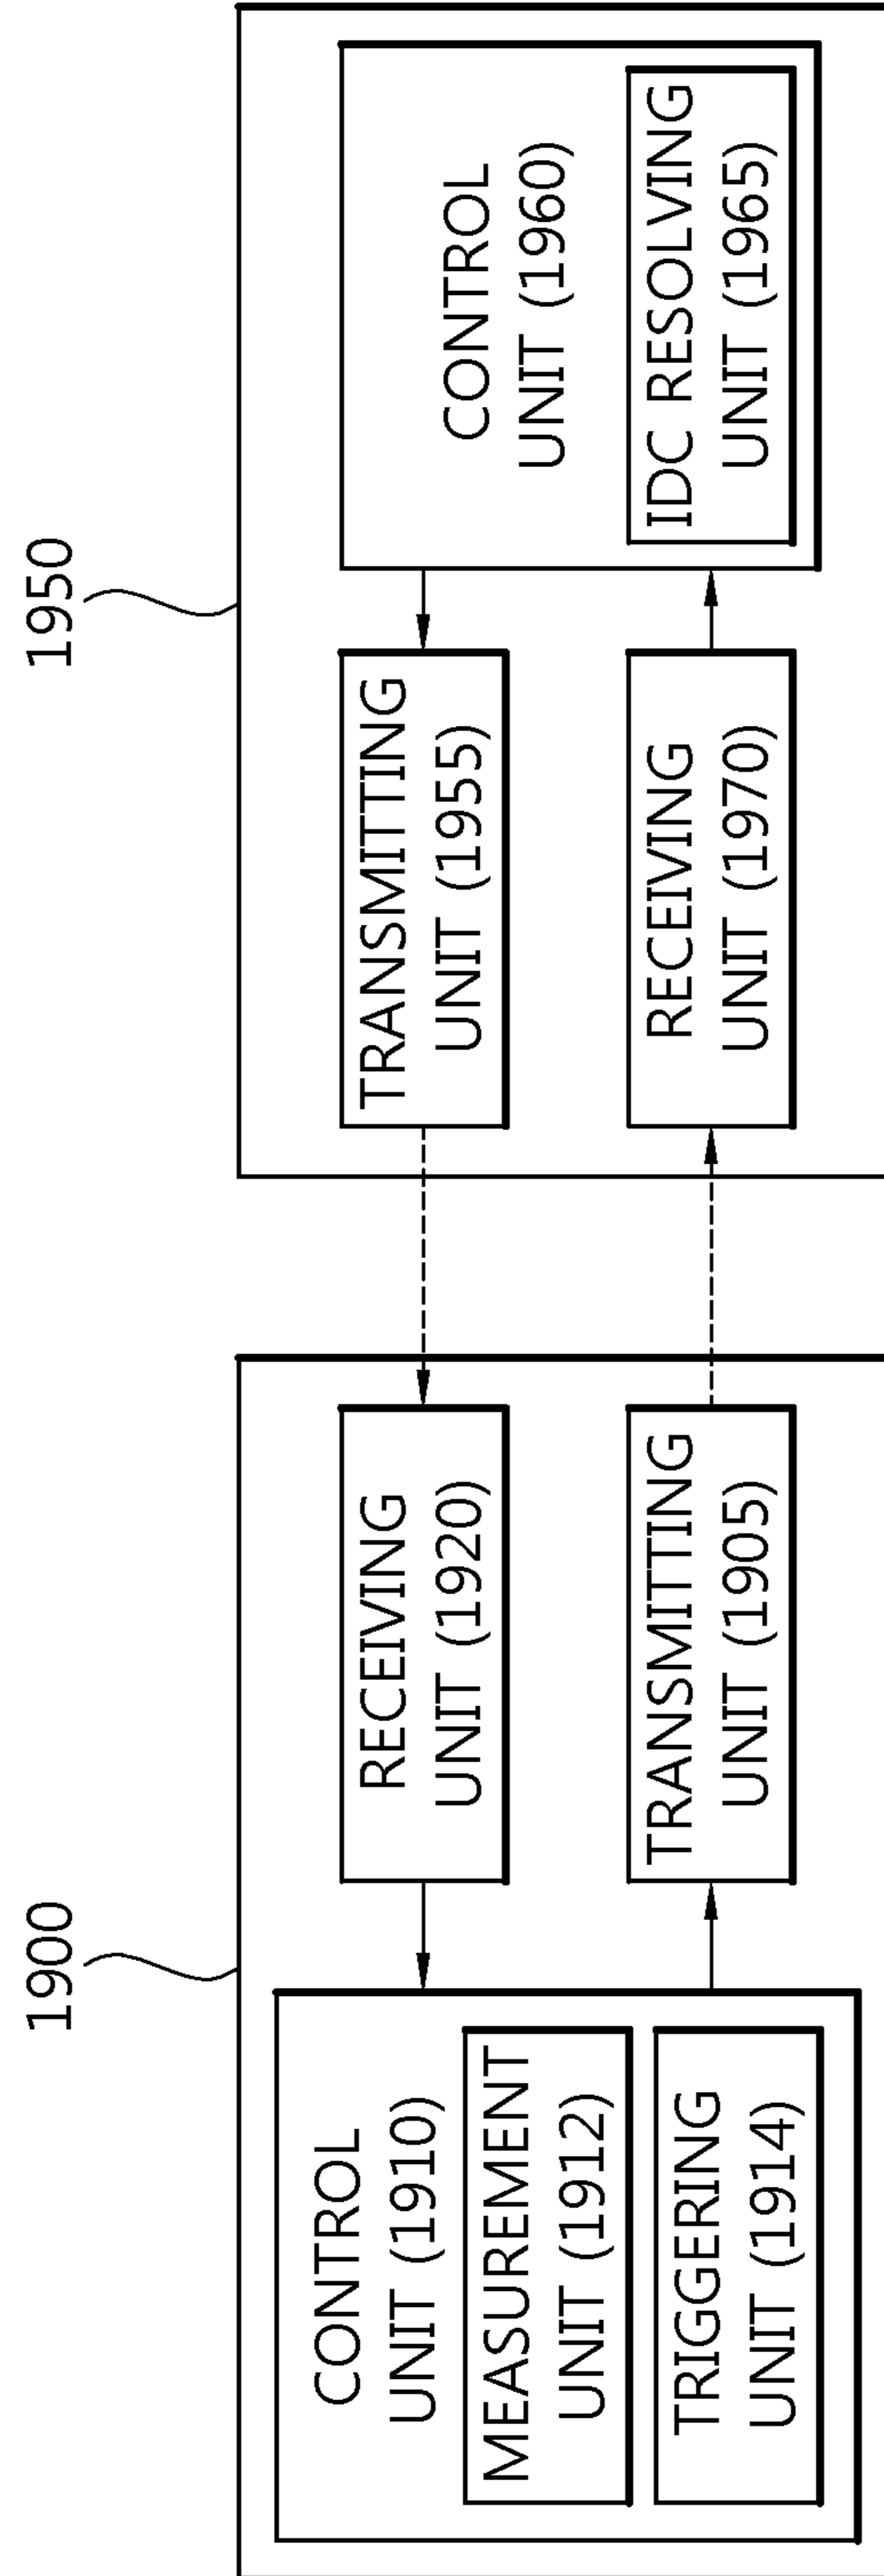 1900
CONTROL
UNIT (1910)
MEASUREMENT
UNIT (1912)
TRIGGERING
UNIT (1914)
RECEIVING
UNIT (1920)
TRANSMITTING
UNIT (1905)
1950
TRANSMITTING
UNIT (1955)
RECEIVING
UNIT (1970)
CONTROL
UNIT (1960)
IDC RESOLVING
UNIT (1965)